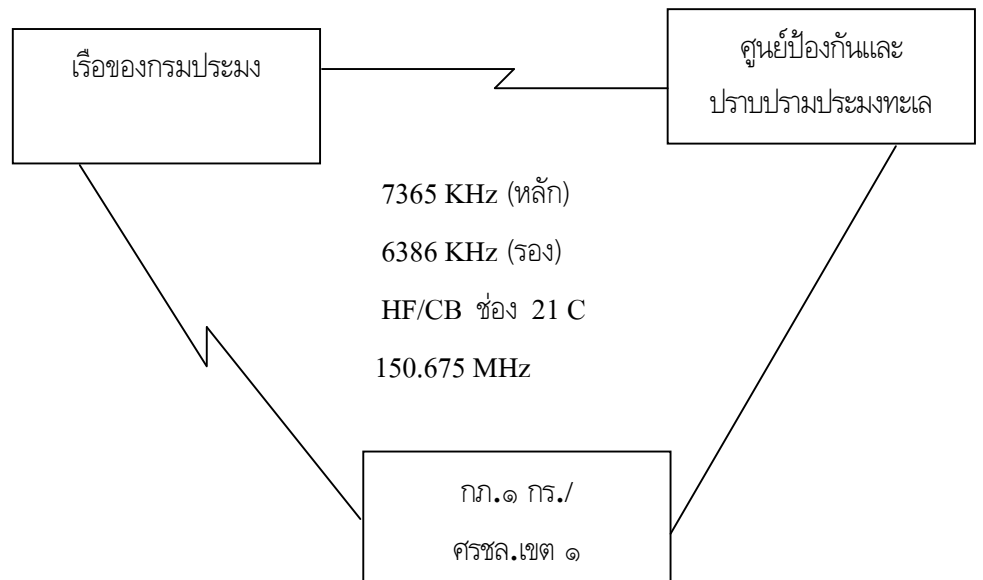 เรือของกรมประมง
ศูนย์ป้องกันและ
ปราบปรามประมงทะเล
7365 KHz (หลัก)
6386 KHz (รอง)
HF/CB ช่อง 21 C
150.675 MHz
กภ.๑ กร./
ศรชล.เขต ๑